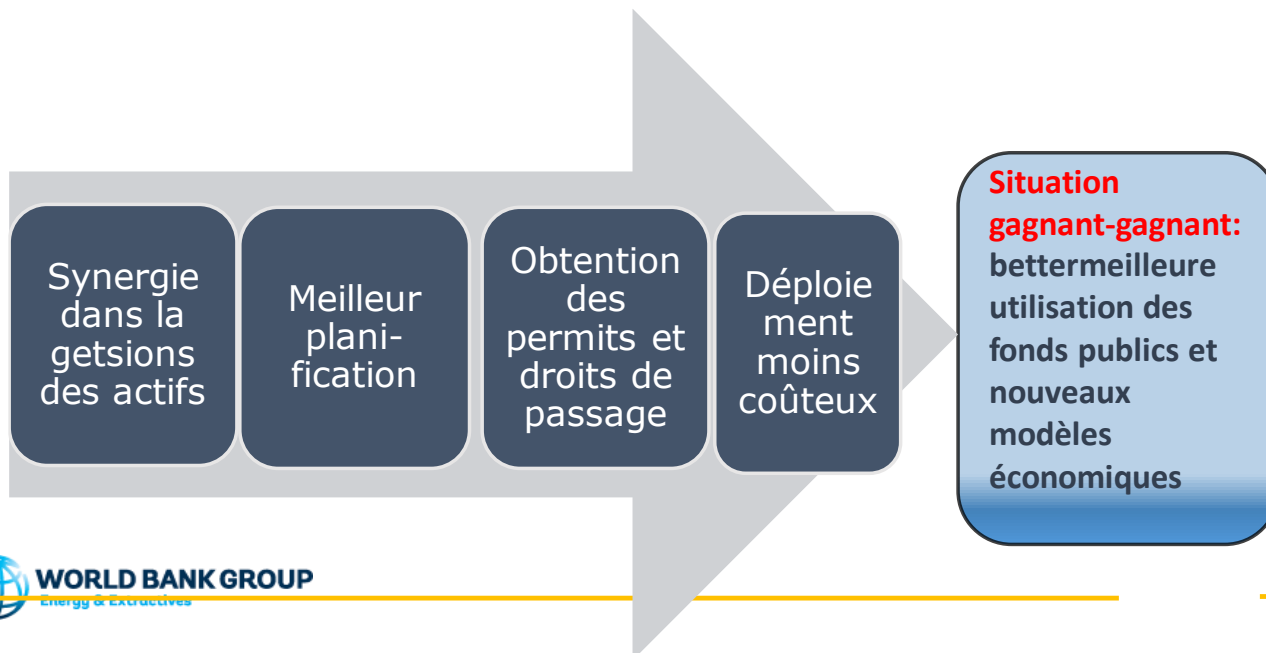 Synergie
dans la
getsions
des actifs
Meilleur
plani-
fication
Obtention
des
permits et
droits de
passage
Déploie
ment
moins
coûteux
Situation
gagnant-gagnant:
bettermeilleure
utilisation des
fonds publics et
nouveaux
modèles
économiques
WORLD BANK GROUP
Energy & Extractives